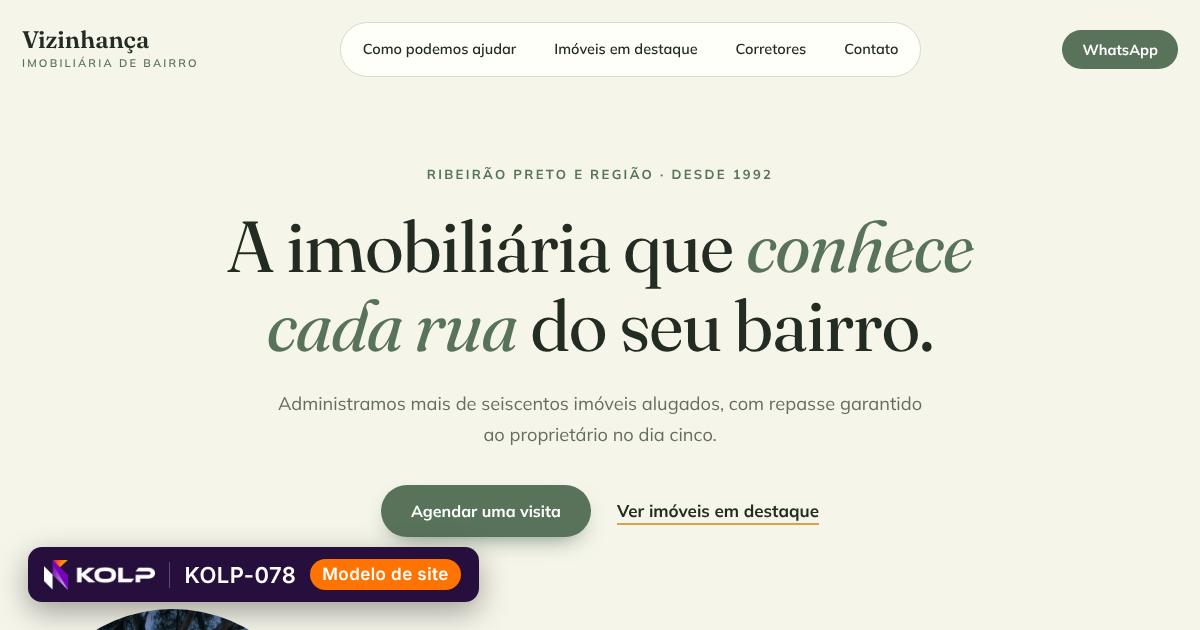 Vizinhança
IMOBILIÁRIA DE BAIRRO
Como podemos ajudar
Imóveis em destaque
Corretores
Contato
WhatsApp
RIBEIRÃO PRETO E REGIÃO · DESDE 1992
A imobiliária que conhece
cada rua do seu bairro.
Administramos mais de seiscentos imóveis alugados, com repasse garantido
ao proprietário no dia cinco.
Agendar uma visita
Ver imóveis em destaque
KOLP
KOLP-078
Modelo de site